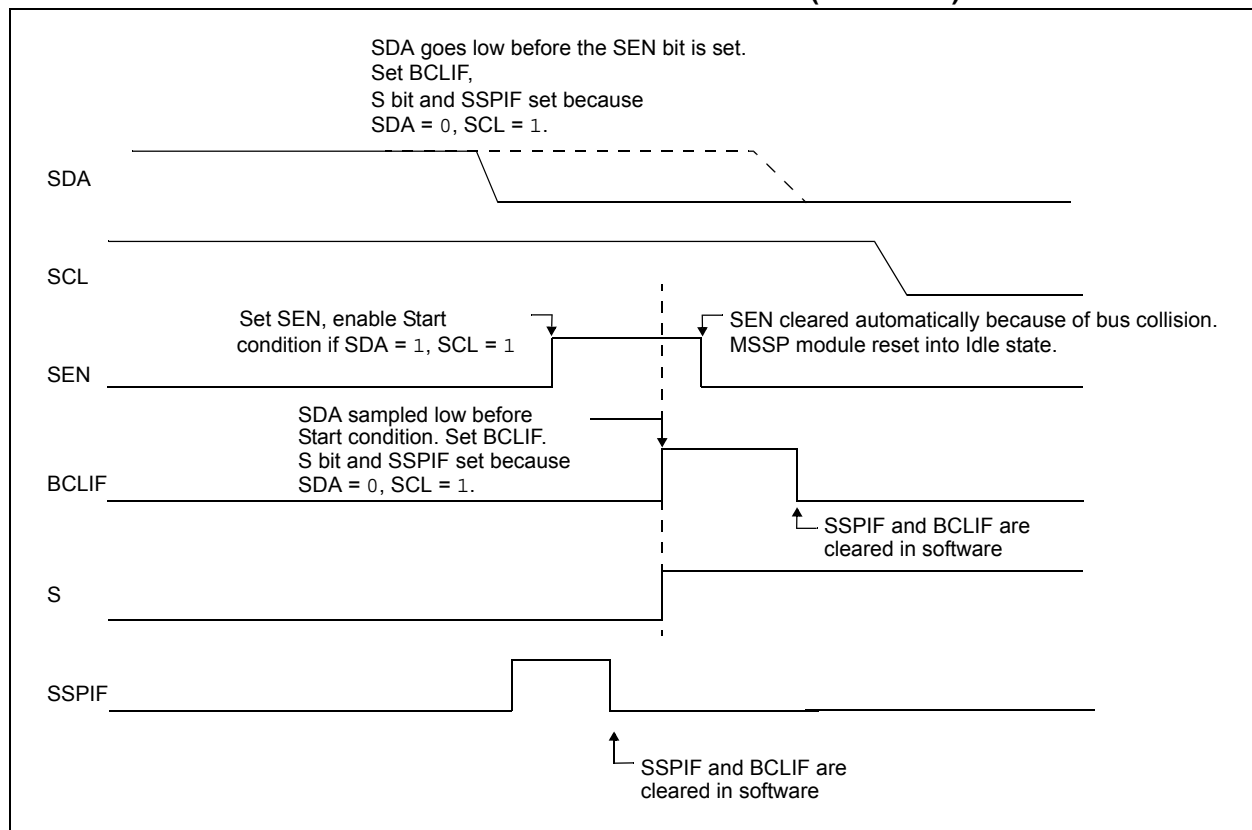 SDA goes low before the SEN bit is set.
Set BCLIF,
S bit and SSPIF set because
SDA = 0, SCL = 1.
SDA
SCL
Set SEN, enable Start
condition if SDA = 1, SCL = 1
SEN cleared automatically because of bus collision.
MSSP module reset into Idle state.
SEN
SDA sampled low before
Start condition. Set BCLIF.
S bit and SSPIF set because
SDA = 0, SCL = 1.
BCLIF
SSPIF and BCLIF are
cleared in software
S
SSPIF
SSPIF and BCLIF are
cleared in software